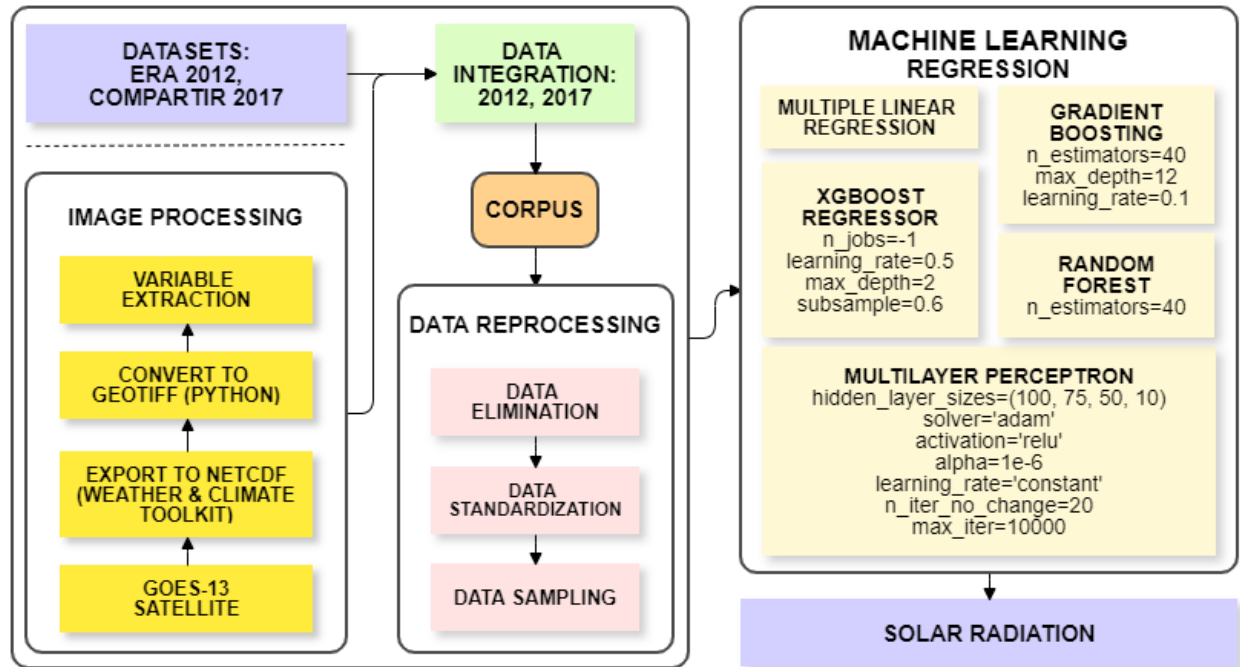 DATASETS:
ERA 2012,
COMPARTIR 2017
DATA
INTEGRATION:
2012, 2017
IMAGE PROCESSING
VARIABLE
EXTRACTION
CONVERT TO
GEOTIFF (PYTHON)
EXPORT TO NETCDF
(WEATHER & CLIMATE
TOOLKIT)
GOES-13
SATELLITE
CORPUS
DATA REPROCESSING
DATA
ELIMINATION
DATA
STANDARDIZATION
DATA SAMPLING
MACHINE LEARNING
REGRESSION
MULTIPLE LINEAR
REGRESSION
GRADIENT
BOOSTING
n_estimators=40
max_depth=12
learning_rate=0.1
XGBOOST
REGRESSOR
n_jobs=-1
learning_rate=0.5
max_depth=2
subsample=0.6
RANDOM
FOREST
n_estimators=40
MULTILAYER PERCEPTRON
hidden_layer_sizes=(100, 75, 50, 10)
solver='adam'
activation='relu'
alpha=1e-6
learning_rate='constant'
n_iter_no_change=20
max_iter=10000
SOLAR RADIATION